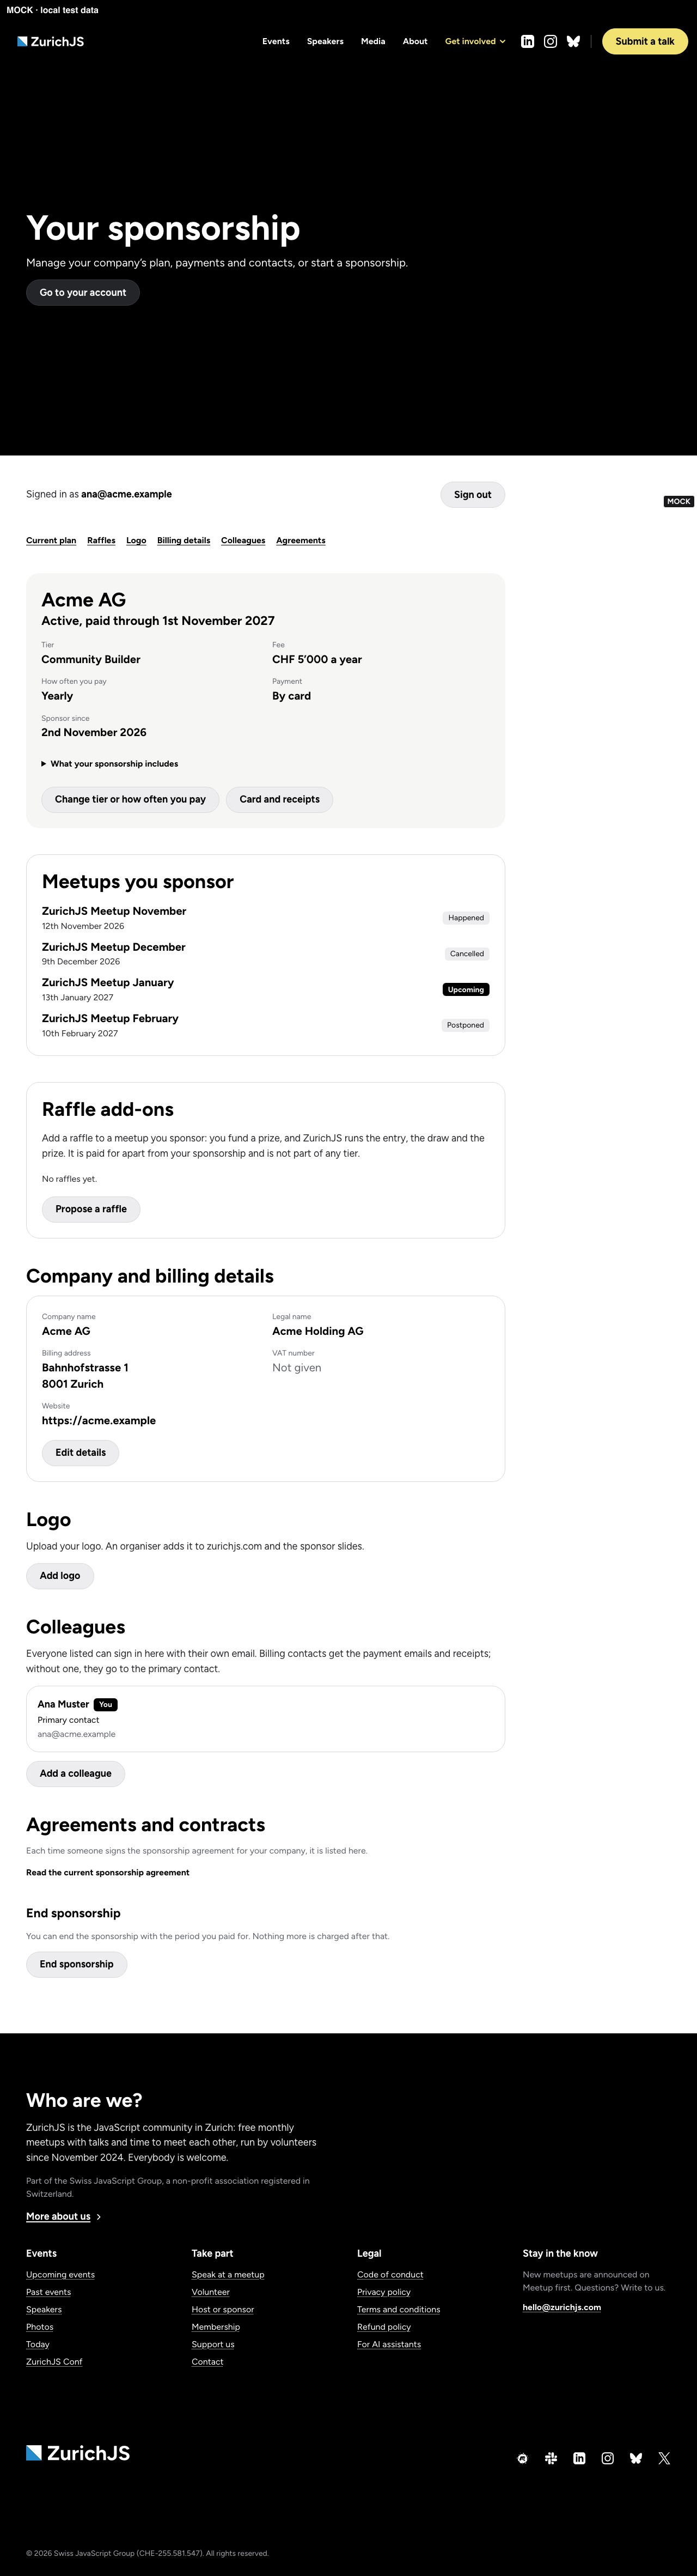 MOCK · local test data
ZurichJS
Events Speakers Media About Get involved
Submit a talk
Your sponsorship
Manage your company's plan, payments and contacts, or start a sponsorship.
Go to your account
Signed in as ana@acme.example
Sign out
MOCK
Current plan Raffles Logo Billing details Colleagues Agreements
Acme AG
Active, paid through 1st November 2027
Tier
Community Builder
Fee
CHF 5’000 a year
How often you pay
Yearly
Payment
By card
Sponsor since
2nd November 2026
What your sponsorship includes
Change tier or how often you pay
Card and receipts
Meetups you sponsor
ZurichJS Meetup November
12th November 2026
Happened
ZurichJS Meetup December
9th December 2026
Cancelled
ZurichJS Meetup January
13th January 2027
Upcoming
ZurichJS Meetup February
10th February 2027
Postponed
Raffle add-ons
Add a raffle to a meetup you sponsor: you fund a prize, and ZurichJS runs the entry, the draw and the
prize. It is paid for apart from your sponsorship and is not part of any tier.
No raffles yet.
Propose a raffle
Company and billing details
Company name
Acme AG
Legal name
Acme Holding AG
Billing address
Bahnhofstrasse 1
8001 Zurich
VAT number
Not given
Website
https://acme.example
Edit details
Logo
Upload your logo. An organiser adds it to zurichjs.com and the sponsor slides.
Add logo
Colleagues
Everyone listed can sign in here with their own email. Billing contacts get the payment emails and receipts;
without one, they go to the primary contact.
Ana Muster You
Primary contact
ana@acme.example
Add a colleague
Agreements and contracts
Each time someone signs the sponsorship agreement for your company, it is listed here.
Read the current sponsorship agreement
End sponsorship
You can end the sponsorship with the period you paid for. Nothing more is charged after that.
End sponsorship
Who are we?
ZurichJS is the JavaScript community in Zurich: free monthly
meetups with talks and time to meet each other, run by volunteers
since November 2024. Everybody is welcome.
Part of the Swiss JavaScript Group, a non-profit association registered in
Switzerland.
More about us
Events
Upcoming events
Past events
Speakers
Photos
Today
ZurichJS Conf
Take part
Speak at a meetup
Volunteer
Host or sponsor
Membership
Support us
Contact
Legal
Code of conduct
Privacy policy
Terms and conditions
Refund policy
For AI assistants
Stay in the know
New meetups are announced on
Meetup first. Questions? Write to us.
hello@zurichjs.com
ZurichJS
© 2026 Swiss JavaScript Group (CHE-255.581.547). All rights reserved.